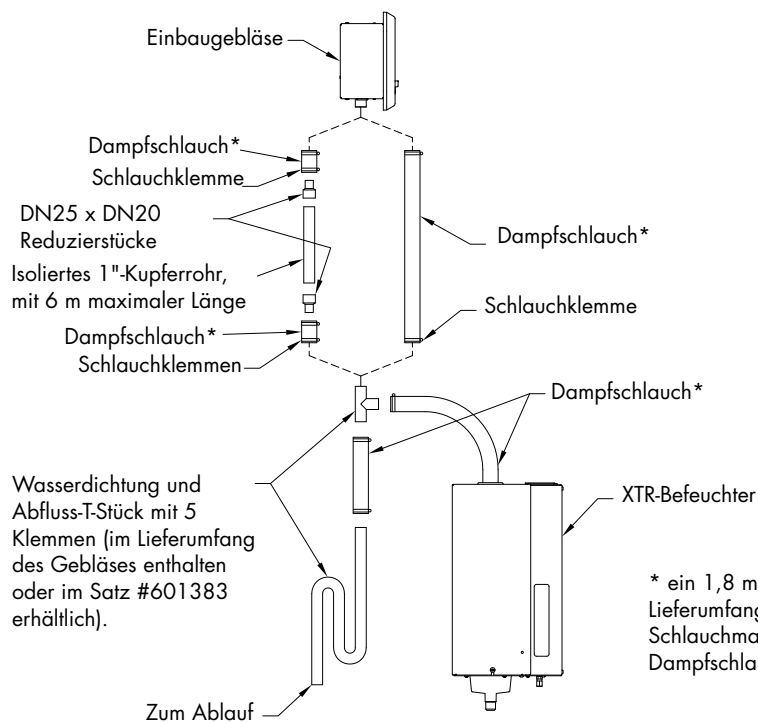 Einbaugebläse
Dampfschlauch*
Schlauchklemme
DN25 x DN20
Reduzierstücke
Isoliertes 1"-Kupferrohr,
mit 6 m maximaler Länge
Dampfschlauch*
Schlauchklemmen
Dampfschlauch*
Schlauchklemme
Dampfschlauch*
Wasserdichtung und
Abfluss-T-Stück mit 5
Klemmen (im Lieferumfang
des Gebläses enthalten
oder im Satz #601383
erhältlich).
XTR-Befeuchter
* ein 1,8 m
Lieferumfang
Schlauchma
Dampfschla
Zum Ablauf